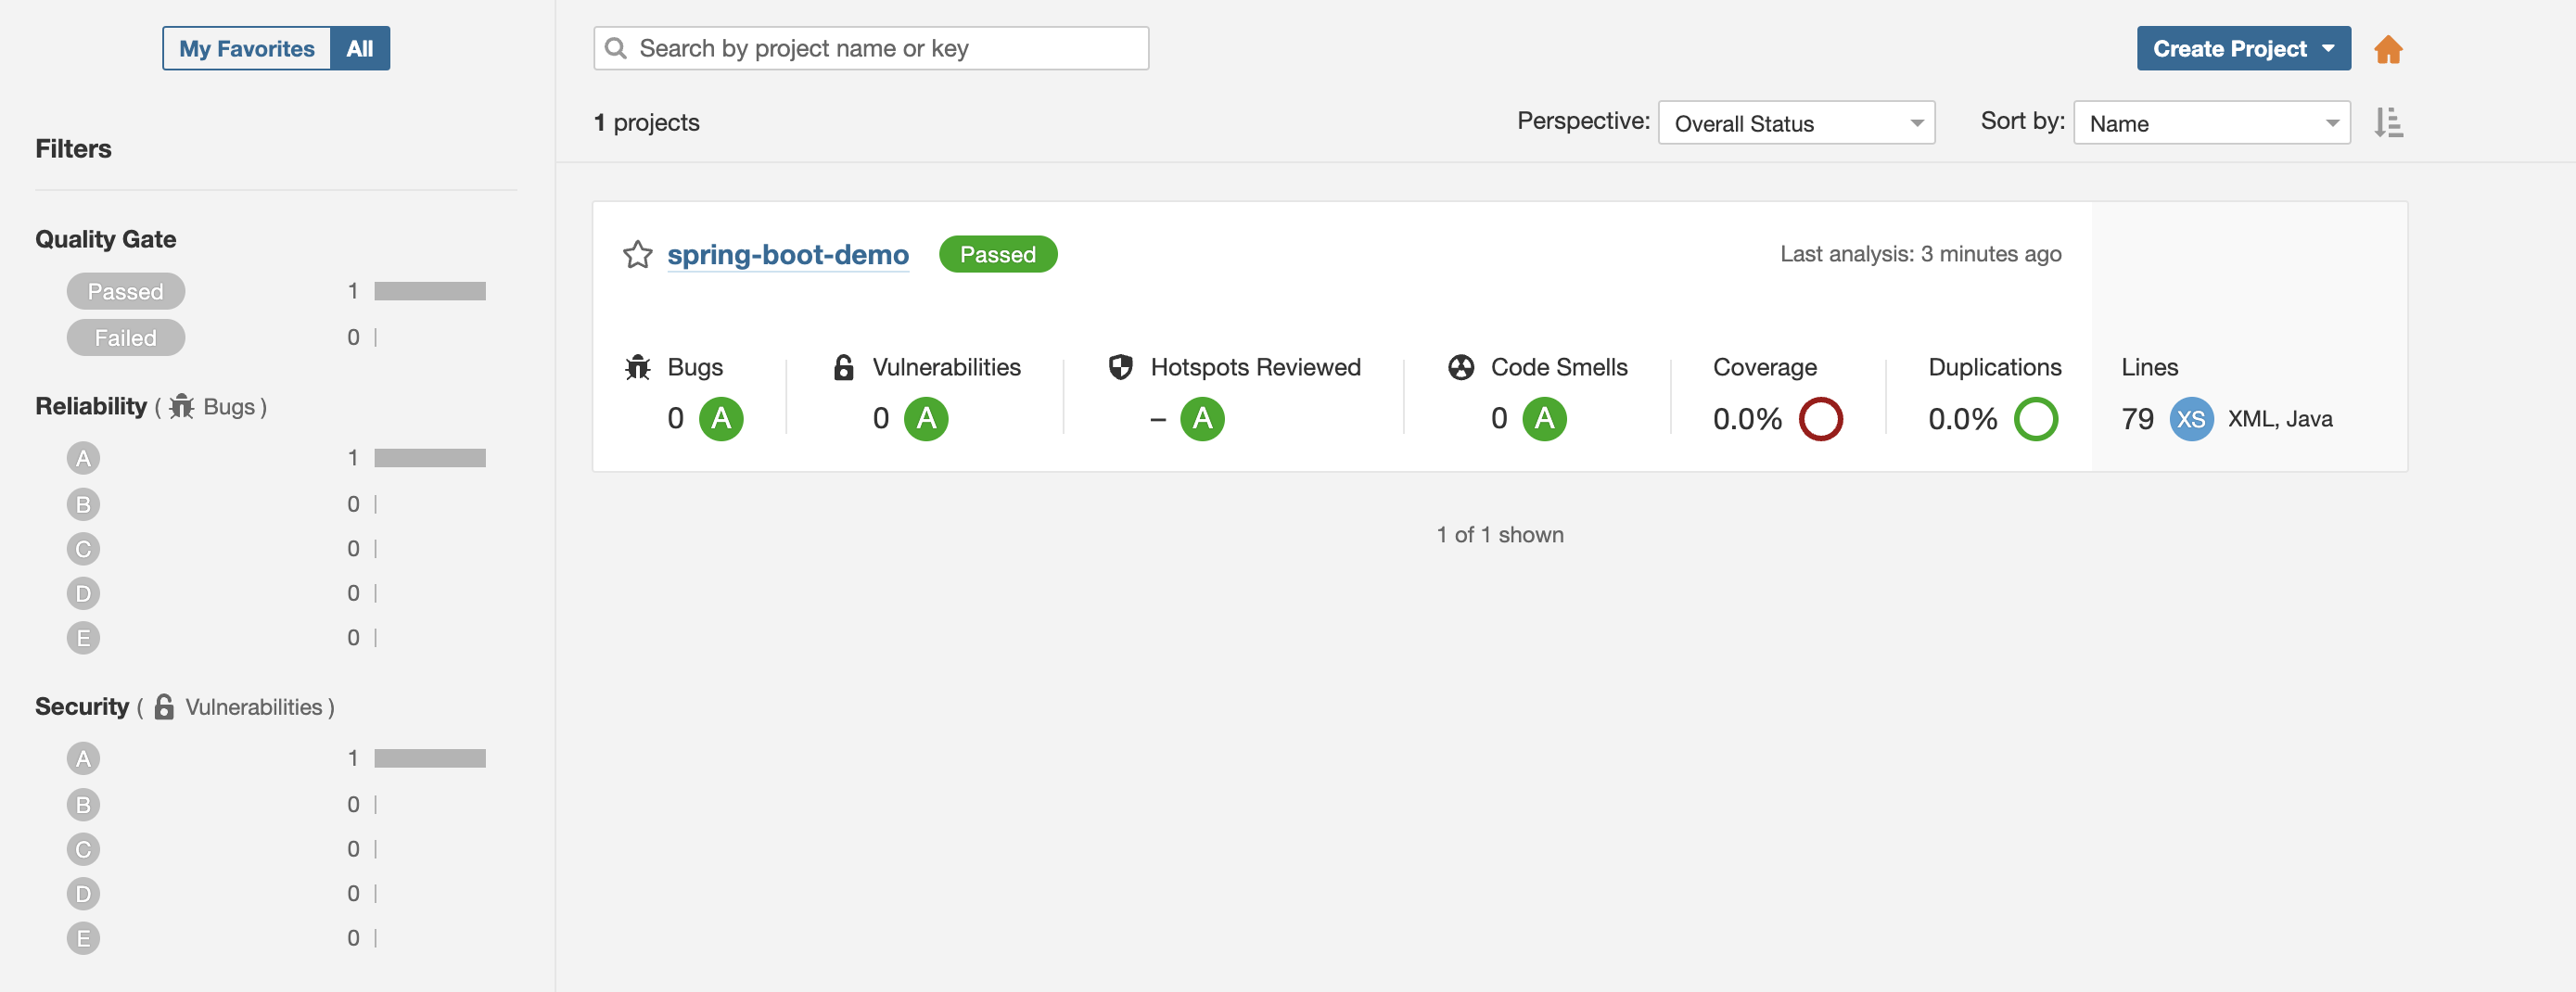 My Favorites All
Filters
Quality Gate
Passed 1
Failed 0
Reliability ( Bugs )
A 1
B 0
C 0
D 0
E 0
Security ( Vulnerabilities )
A 1
B 0
C 0
D 0
E 0
Search by project name or key
Create Project
1 projects
Perspective: Overall Status
Sort by: Name
spring-boot-demo Passed
Last analysis: 3 minutes ago
Bugs
0 A
Vulnerabilities
0 A
Hotspots Reviewed
– A
Code Smells
0 A
Coverage
0.0%
Duplications
0.0%
Lines
79 XS XML, Java
1 of 1 shown